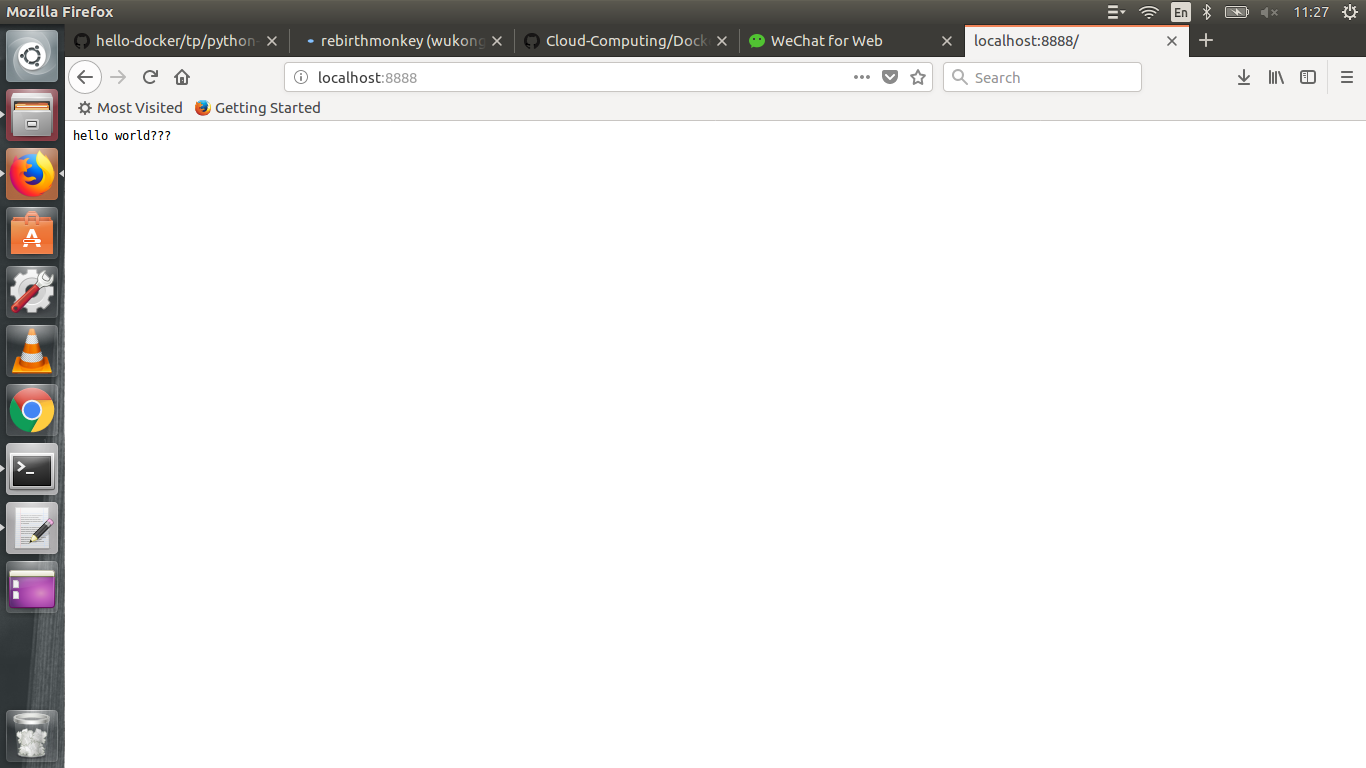 Mozilla Firefox
En
11:27
hello-docker/tp/python-
rebirthmonkey (wukong
Cloud-Computing/Dock
WeChat for Web
localhost:8888/
localhost:8888
Search
Most Visited
Getting Started
hello world???